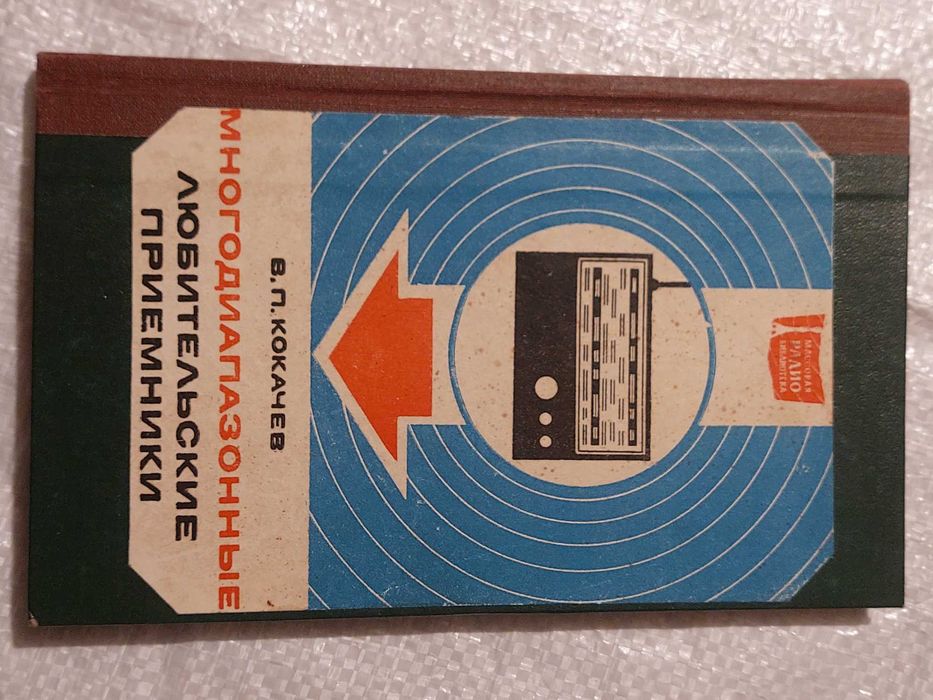 МАССОВАЯ
РАДИО
БИБЛИОТЕКА
В.П.КОКАЧЕВ
МНОГОДИАПАЗОННЫЕ
ЛЮБИТЕЛЬСКИЕ
ПРИЕМНИКИ